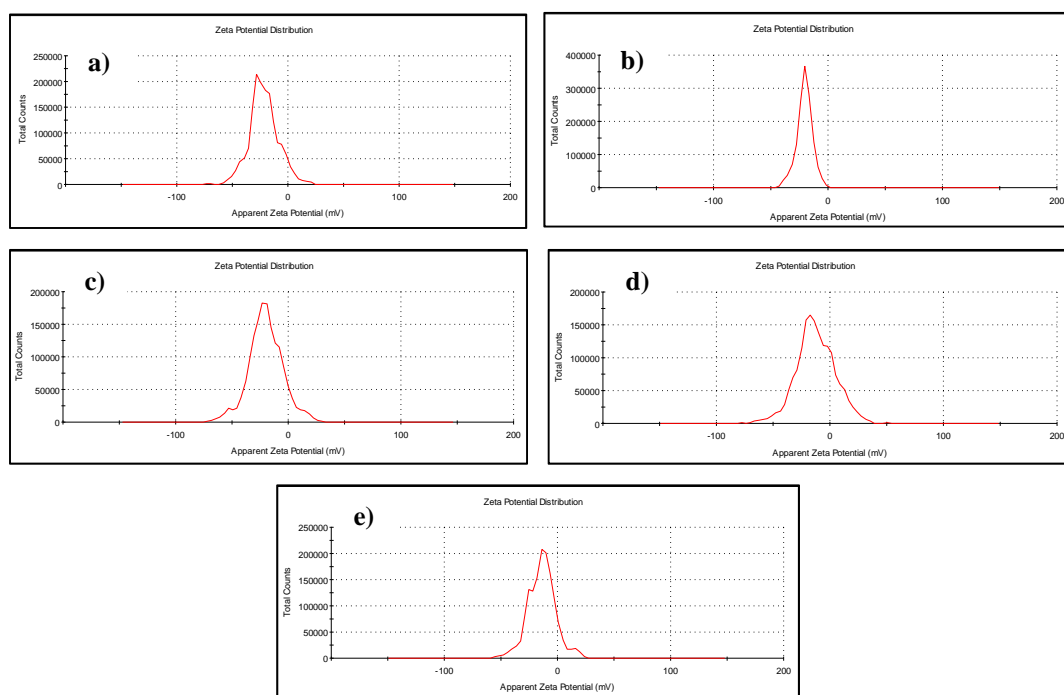 Zeta Potential Distribution
a)
250000
200000
150000
100000
50000
0
Total Counts
-100 0 100 200
Apparent Zeta Potential (mV)
Zeta Potential Distribution
b)
400000
300000
200000
100000
0
Total Counts
-100 0 100 200
Apparent Zeta Potential (mV)
Zeta Potential Distribution
c)
200000
150000
100000
50000
0
Total Counts
-100 0 100 200
Apparent Zeta Potential (mV)
Zeta Potential Distribution
d)
200000
150000
100000
50000
0
Total Counts
-100 0 100 200
Apparent Zeta Potential (mV)
Zeta Potential Distribution
e)
250000
200000
150000
100000
50000
0
Total Counts
-100 0 100 200
Apparent Zeta Potential (mV)